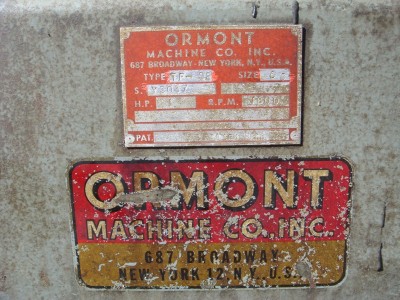 ORMONT
MACHINE CO. INC.
687 BROADWAY-NEW YORK, N.Y., U.S.A.
TYPE SIZE
S.
H.P. R.P.M.
PAT.
ORMONT
MACHINE CO., INC.
687 BROADWAY
NEW YORK 12, N.Y., U.S.A.